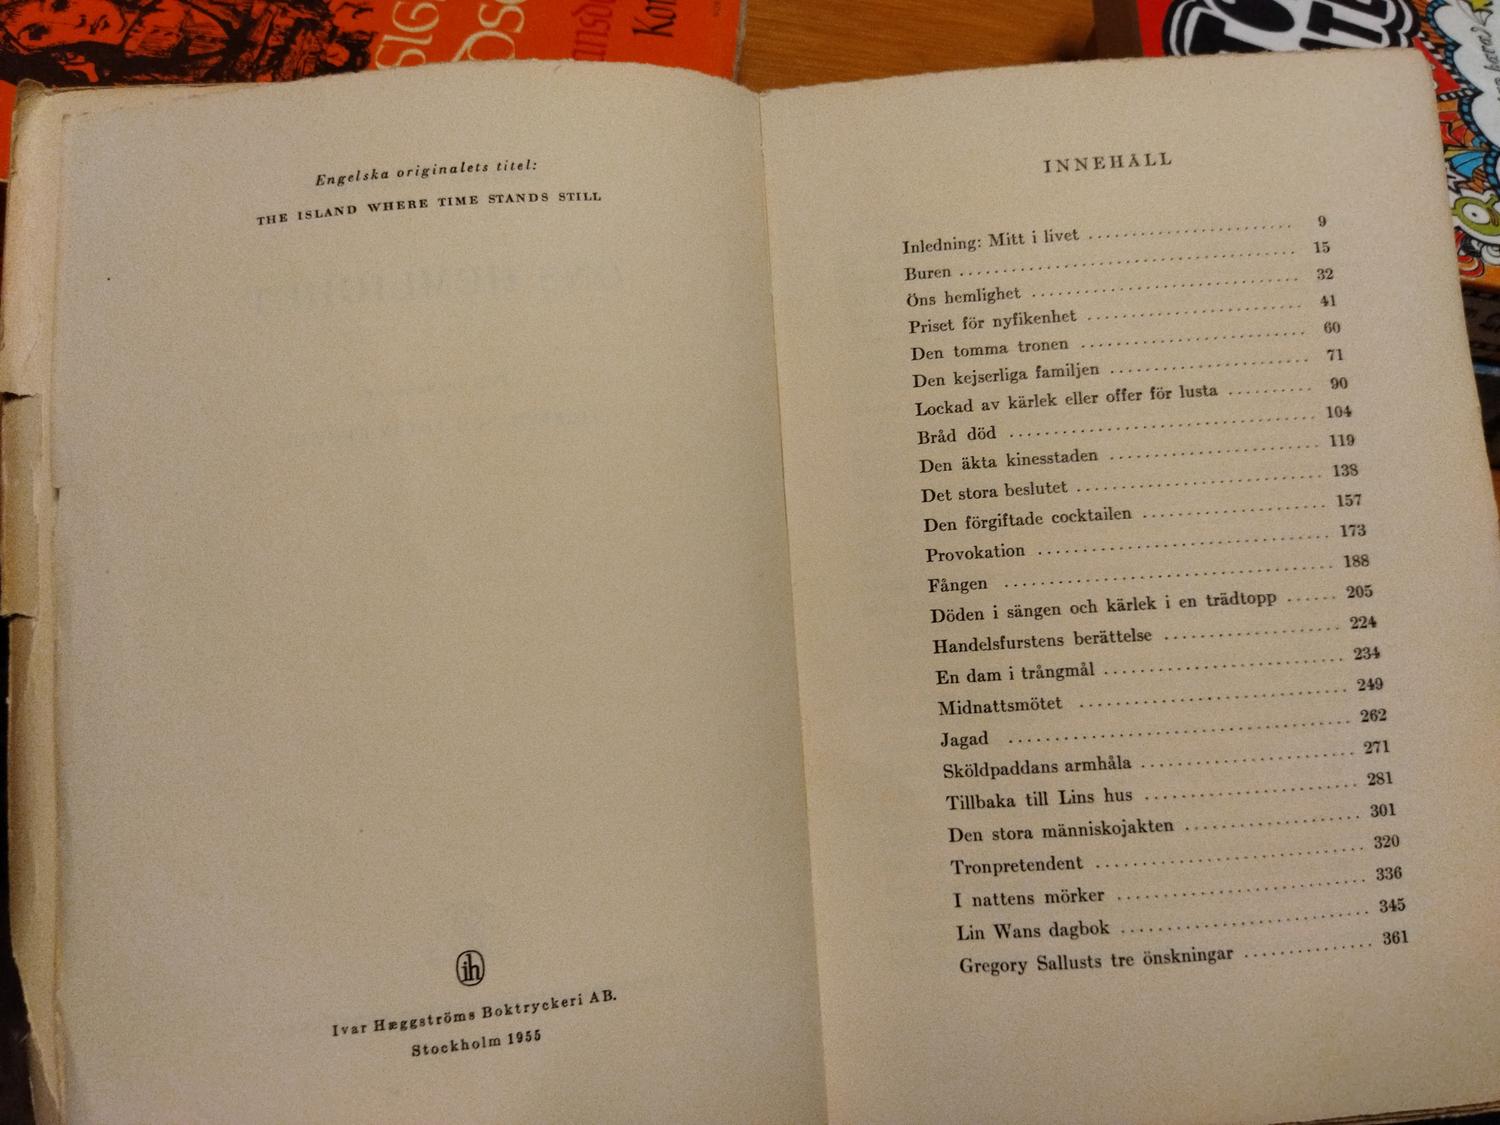 Engelska originalets titel:
THE ISLAND WHERE TIME STANDS STILL
ih
Ivar Hæggströms Boktryckeri AB.
Stockholm 1955
INNEHÅLL
Inledning: Mitt i livet .......................... 9
Buren .......................................... 15
Öns hemlighet .................................. 32
Priset för nyfikenhet ........................... 41
Den tomma tronen .............................. 60
Den kejserliga familjen ......................... 71
Lockad av kärlek eller offer för lusta .......... 90
Bråd död ...................................... 104
Den äkta kinesstaden .......................... 119
Det stora beslutet .............................. 138
Den förgiftade cocktailen ...................... 157
Provokation .................................... 173
Fången ........................................ 188
Döden i sängen och kärlek i en trädtopp ...... 205
Handelsfurstens berättelse ..................... 224
En dam i trångmål ............................. 234
Midnattsmötet ................................. 249
Jagad .......................................... 262
Sköldpaddans armhåla ......................... 271
Tillbaka till Lins hus .......................... 281
Den stora människojakten ..................... 301
Tronpretendent ................................ 320
I nattens mörker .............................. 336
Lin Wans dagbok .............................. 345
Gregory Sallusts tre önskningar ............... 361